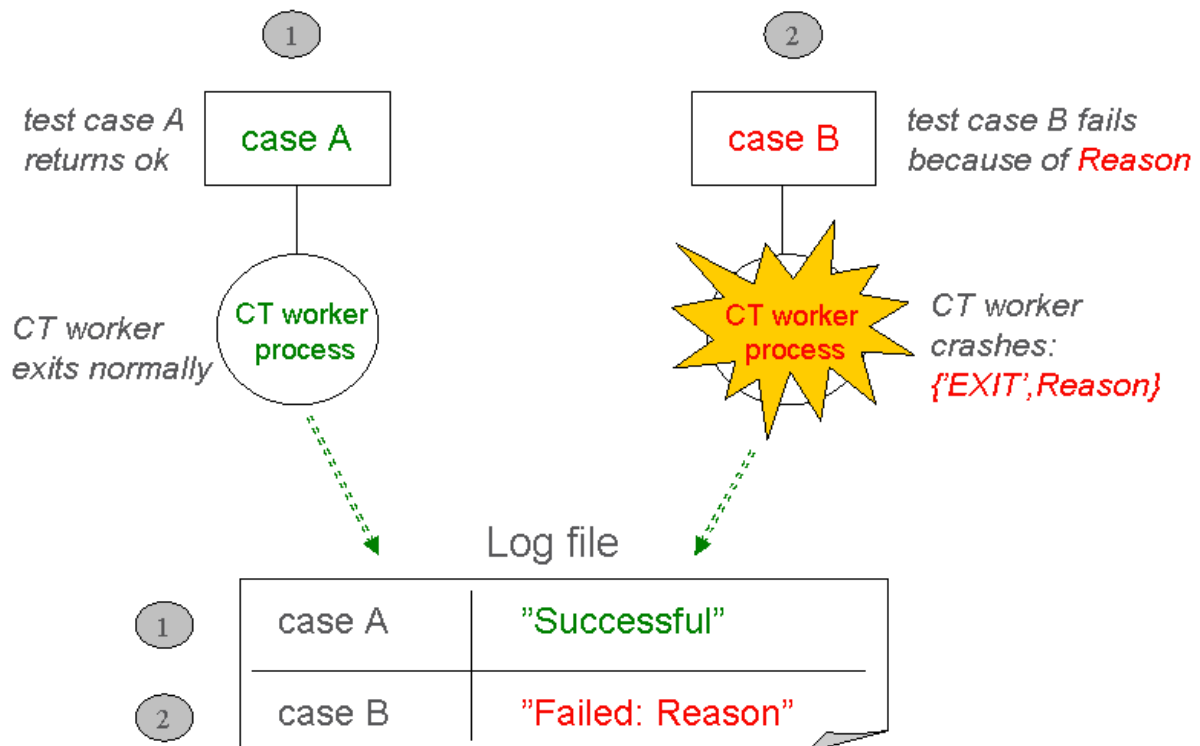 1
2
test case A
returns ok
case A
case B
test case B fails
because of Reason
CT worker
exits normally
CT worker
process
CT worker
process
CT worker
crashes:
{'EXIT',Reason}
Log file
1
case A
”Successful”
2
case B
”Failed: Reason”